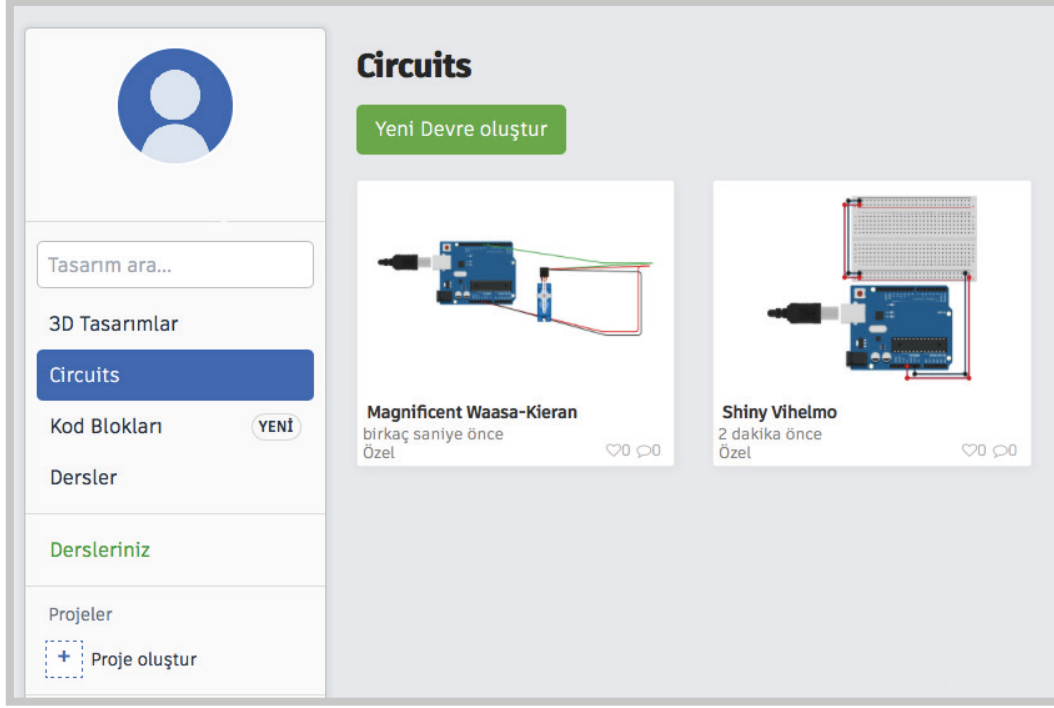 Tasarım ara...
3D Tasarımlar
Circuits
Kod Blokları YENİ
Dersler
Dersleriniz
Projeler
+ Proje oluştur
Circuits
Yeni Devre oluştur
Magnificent Waasa-Kieran
birkaç saniye önce
Özel 0 0
Shiny Vihelmo
2 dakika önce
Özel 0 0